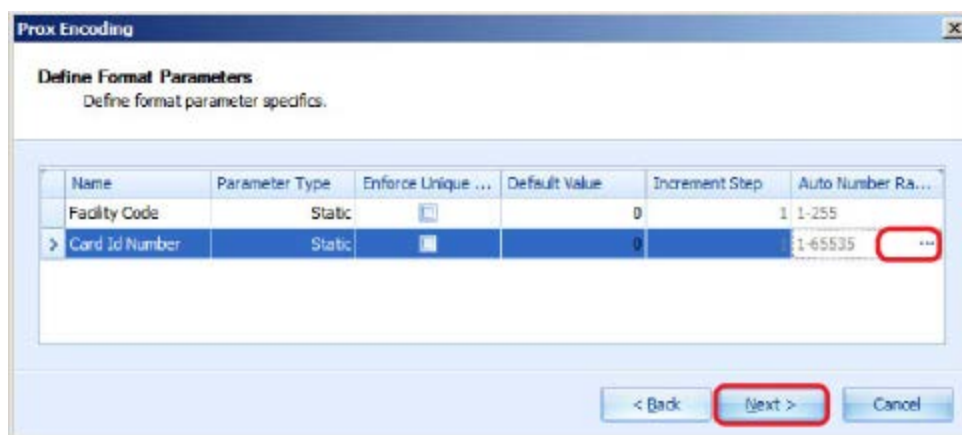 Prox Encoding
Define Format Parameters
Define format parameter specifics.
Name Parameter Type Enforce Unique ... Default Value Increment Step Auto Number Ra...
Facility Code Static 0 1 1-255
Card Id Number Static 0 1 1-65535 ...
< Back Next > Cancel